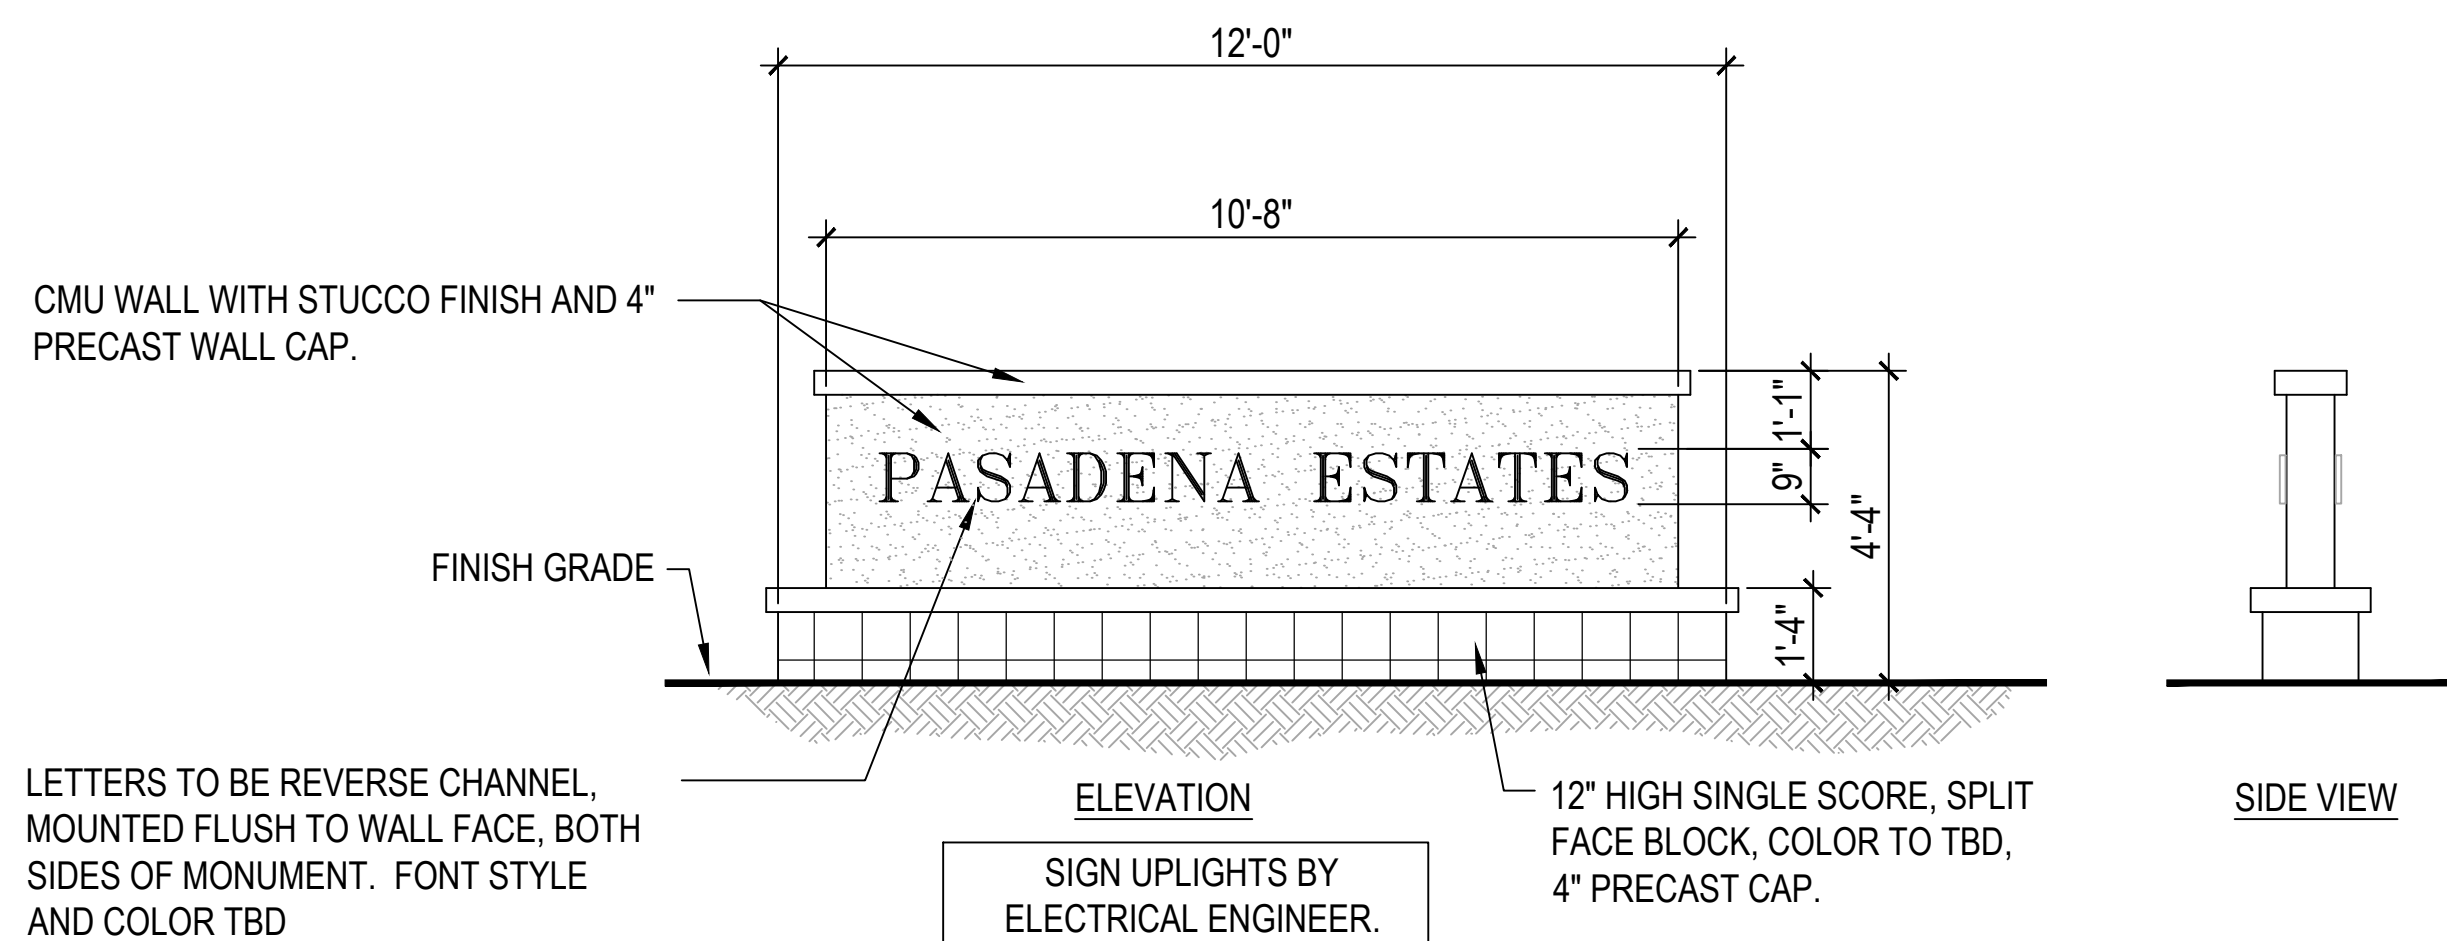 12'-0"
10'-8"
CMU WALL WITH STUCCO FINISH AND 4"
PRECAST WALL CAP.
1'-1"
PASADENA ESTATES
9"
4'-4"
FINISH GRADE
1'-4"
LETTERS TO BE REVERSE CHANNEL,
MOUNTED FLUSH TO WALL FACE, BOTH
SIDES OF MONUMENT. FONT STYLE
AND COLOR TBD
ELEVATION
SIGN UPLIGHTS BY
ELECTRICAL ENGINEER.
12" HIGH SINGLE SCORE, SPLIT
FACE BLOCK, COLOR TO TBD,
4" PRECAST CAP.
SIDE VIEW